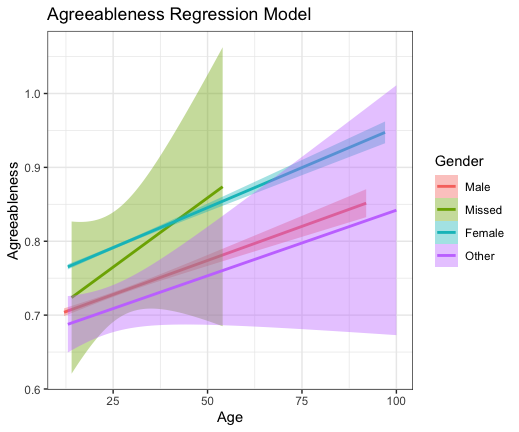 Agreeableness Regression Model
1.0
0.9
0.8
0.7
0.6
Agreeableness
25
50
75
100
Age
Gender
Male
Missed
Female
Other